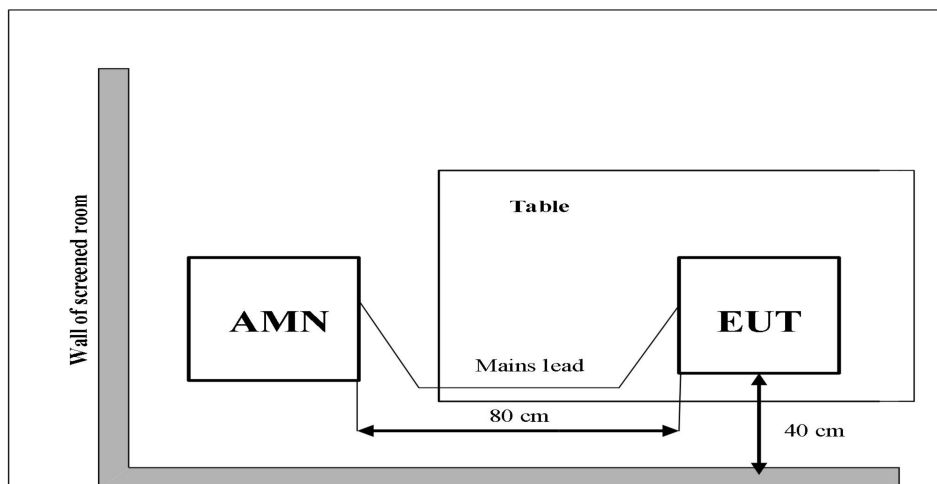 Wall of screened room
Table
AMN
EUT
Mains lead
80 cm
40 cm